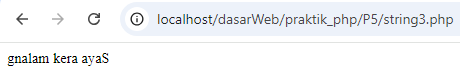 localhost/dasarWeb/praktik_php/P5/string3.php
gnalam kera ayaS